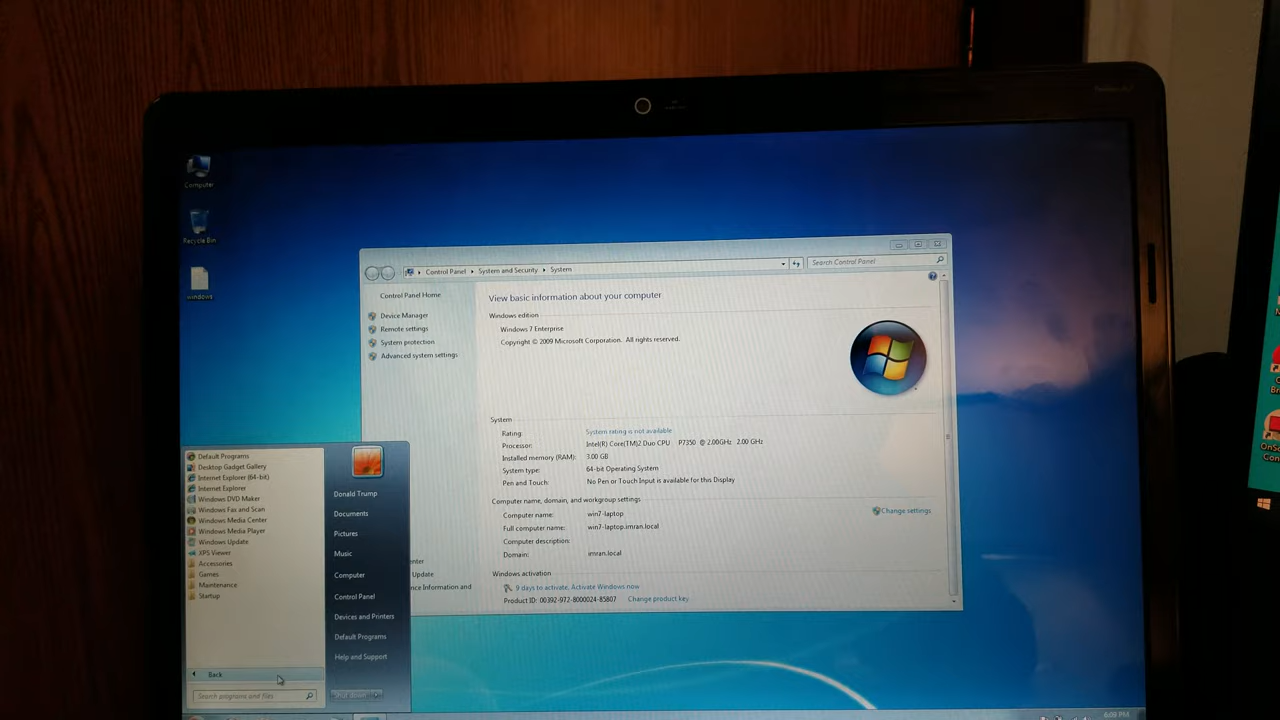 Computer
Recycle Bin
windows
Control Panel ▸ System and Security ▸ System
Search Control Panel
Control Panel Home
Device Manager
Remote settings
System protection
Advanced system settings
View basic information about your computer
Windows edition
Windows 7 Enterprise
Copyright © 2009 Microsoft Corporation. All rights reserved.
System
Rating: System rating is not available
Processor: Intel(R) Core(TM)2 Duo CPU P7350 @ 2.00GHz 2.00 GHz
Installed memory (RAM): 3.00 GB
System type: 64-bit Operating System
Pen and Touch: No Pen or Touch Input is available for this Display
Computer name, domain, and workgroup settings
Computer name: win7-laptop
Change settings
Full computer name: win7-laptop.imran.local
Computer description:
Domain: imran.local
Windows activation
9 days to activate. Activate Windows now
Product ID: 00392-972-8000024-85807 Change product key
Update
Information and
Default Programs
Desktop Gadget Gallery
Internet Explorer (64-bit)
Internet Explorer
Windows DVD Maker
Windows Fax and Scan
Windows Media Center
Windows Media Player
Windows Update
XPS Viewer
Accessories
Games
Maintenance
Startup
Back
Search programs and files
Donald Trump
Documents
Pictures
Music
Computer
Control Panel
Devices and Printers
Default Programs
Help and Support
Shut down
6:09 PM